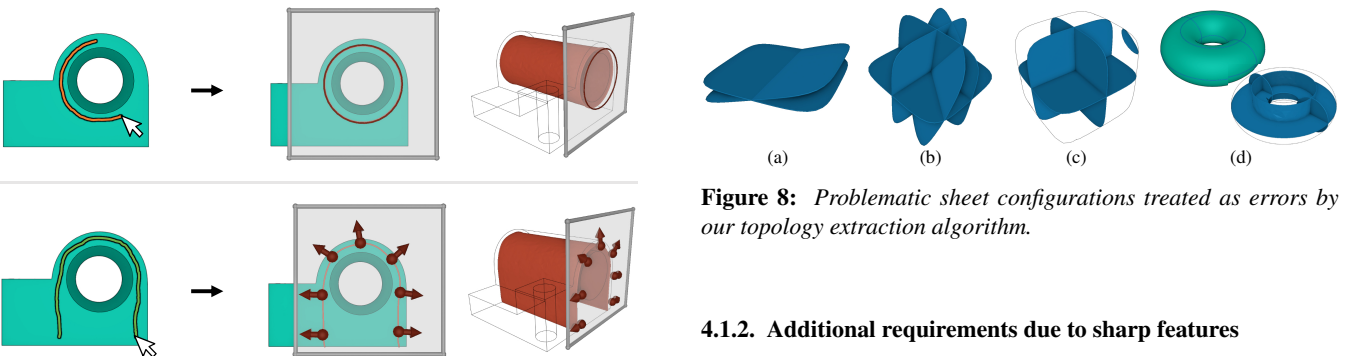 (a) (b) (c) (d)
Figure 8: Problematic sheet configurations treated as errors by
our topology extraction algorithm.
4.1.2. Additional requirements due to sharp features